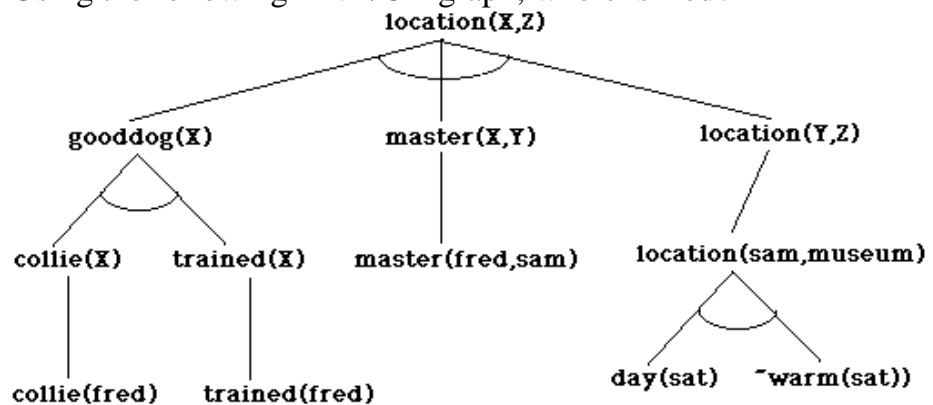 location(X,Z)
gooddog(X) master(X,Y) location(Y,Z)
collie(X) trained(X) master(fred,sam) location(sam,museum)
collie(fred) trained(fred) day(sat) ~warm(sat))